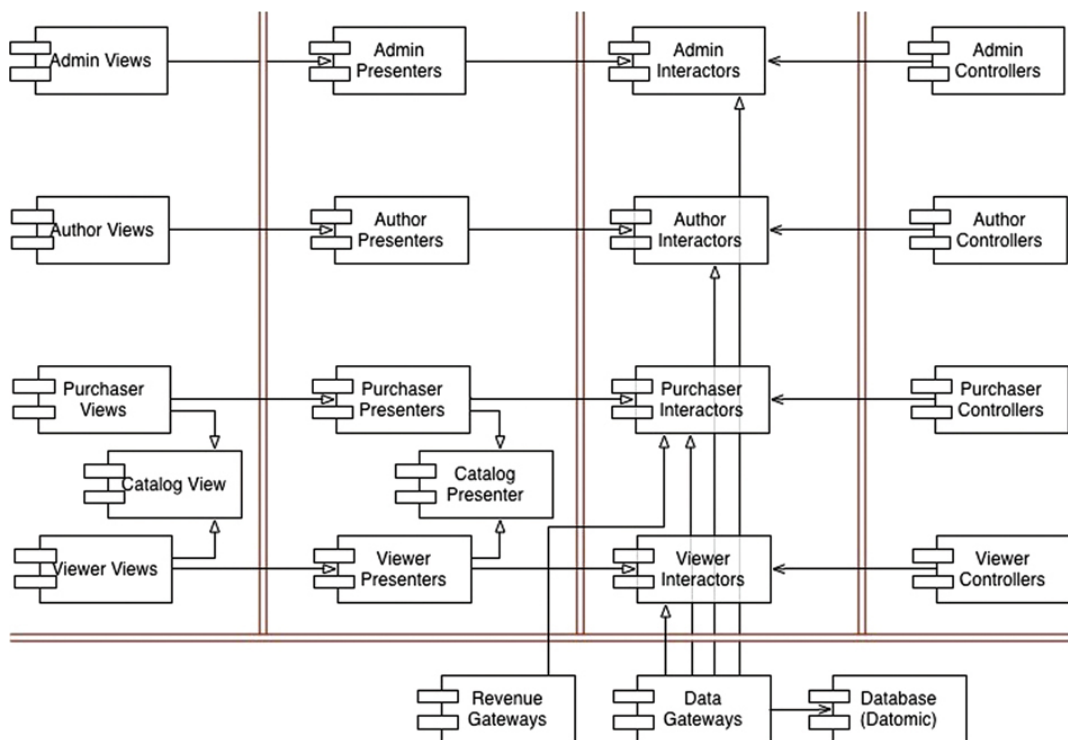 Admin Views
Admin
Presenters
Admin
Interactors
Admin
Controllers
Author Views
Author
Presenters
Author
Interactors
Author
Controllers
Purchaser
Views
Purchaser
Presenters
Purchaser
Interactors
Purchaser
Controllers
Catalog View
Catalog
Presenter
Viewer Views
Viewer
Presenters
Viewer
Interactors
Viewer
Controllers
Revenue
Gateways
Data
Gateways
Database
(Datomic)